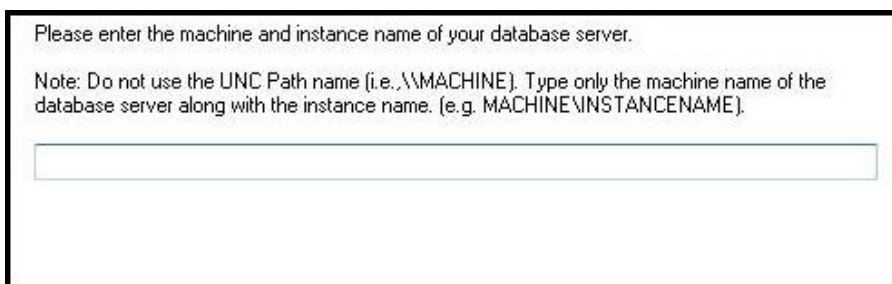 Please enter the machine and instance name of your database server.
Note: Do not use the UNC Path name (i.e.,\\MACHINE). Type only the machine name of the
database server along with the instance name. (e.g. MACHINE\INSTANCENAME).